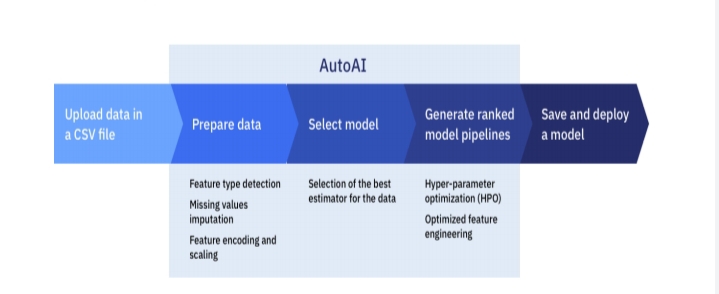 AutoAI
Upload data in
a CSV file
Prepare data
Select model
Generate ranked
model pipelines
Save and deploy
a model
Feature type detection
Missing values
imputation
Feature encoding and
scaling
Selection of the best
estimator for the data
Hyper-parameter
optimization (HPO)
Optimized feature
engineering